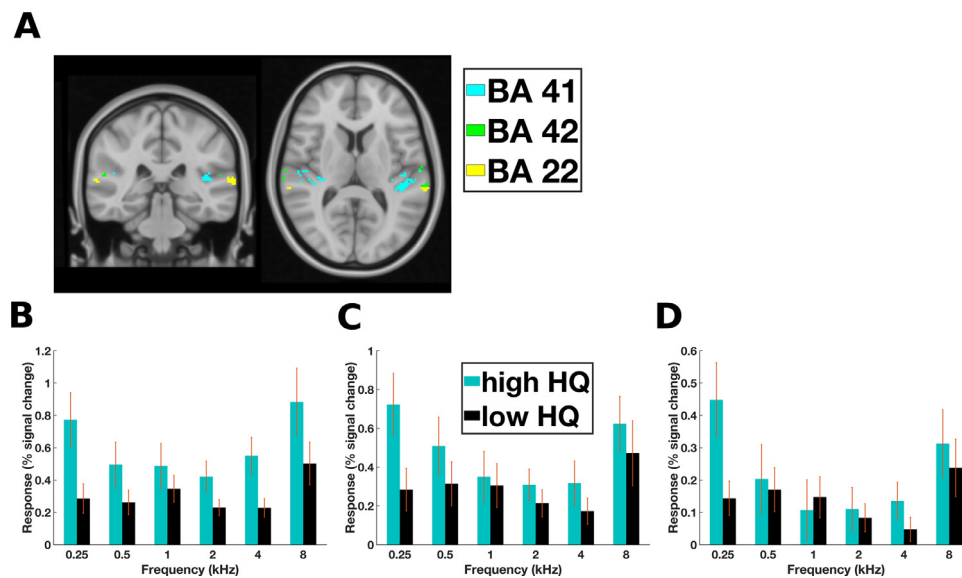 A
BA 41
BA 42
BA 22
B
Response (% signal change)
1.2
1
0.8
0.6
0.4
0.2
0
0.25 0.5 1 2 4 8
Frequency (kHz)
C
Response (% signal change)
1
0.8
0.6
0.4
0.2
0
0.25 0.5 1 2 4 8
Frequency (kHz)
high HQ
low HQ
D
Response (% signal change)
0.6
0.5
0.4
0.3
0.2
0.1
0
0.25 0.5 1 2 4 8
Frequency (kHz)